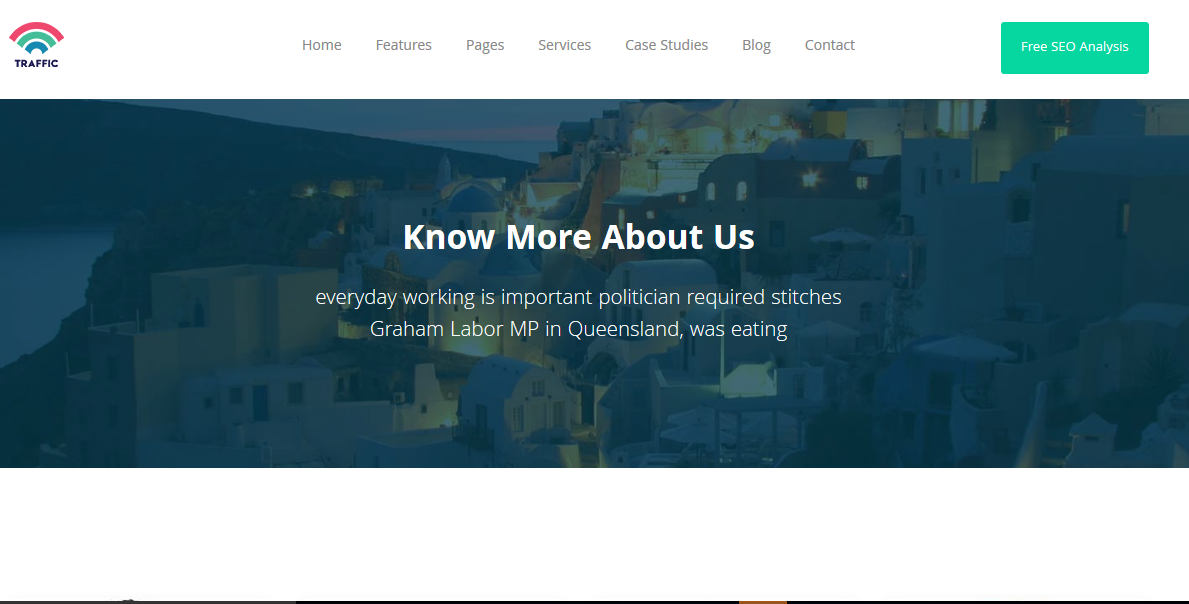 TRAFFIC
Home Features Pages Services Case Studies Blog Contact
Free SEO Analysis
Know More About Us
everyday working is important politician required stitches
Graham Labor MP in Queensland, was eating